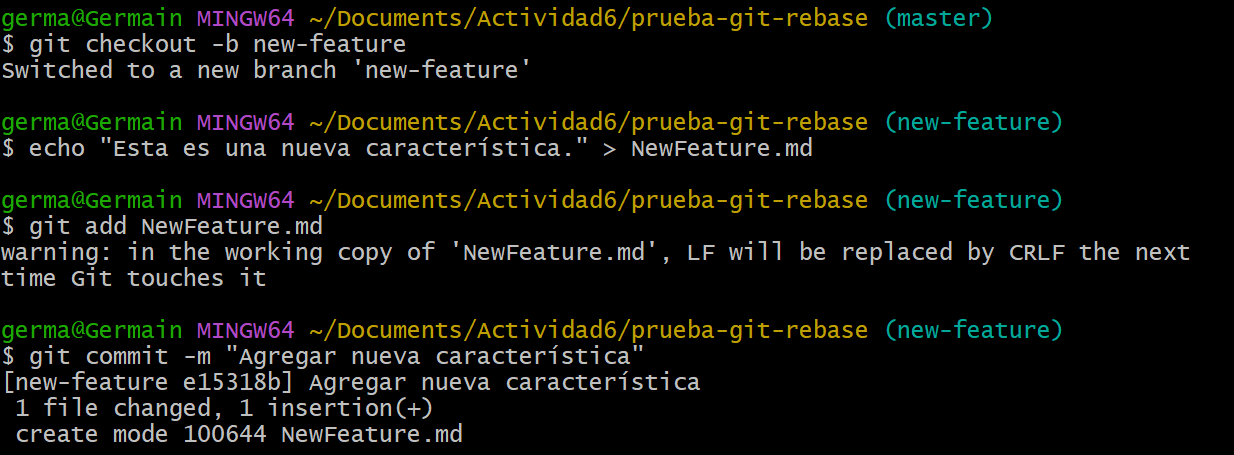 germa@Germain MINGW64 ~/Documents/Actividad6/prueba-git-rebase (master)
$ git checkout -b new-feature
Switched to a new branch 'new-feature'
germa@Germain MINGW64 ~/Documents/Actividad6/prueba-git-rebase (new-feature)
$ echo "Esta es una nueva característica." > NewFeature.md
germa@Germain MINGW64 ~/Documents/Actividad6/prueba-git-rebase (new-feature)
$ git add NewFeature.md
warning: in the working copy of 'NewFeature.md', LF will be replaced by CRLF the next
time Git touches it
germa@Germain MINGW64 ~/Documents/Actividad6/prueba-git-rebase (new-feature)
$ git commit -m "Agregar nueva característica"
[new-feature e15318b] Agregar nueva característica
 1 file changed, 1 insertion(+)
 create mode 100644 NewFeature.md